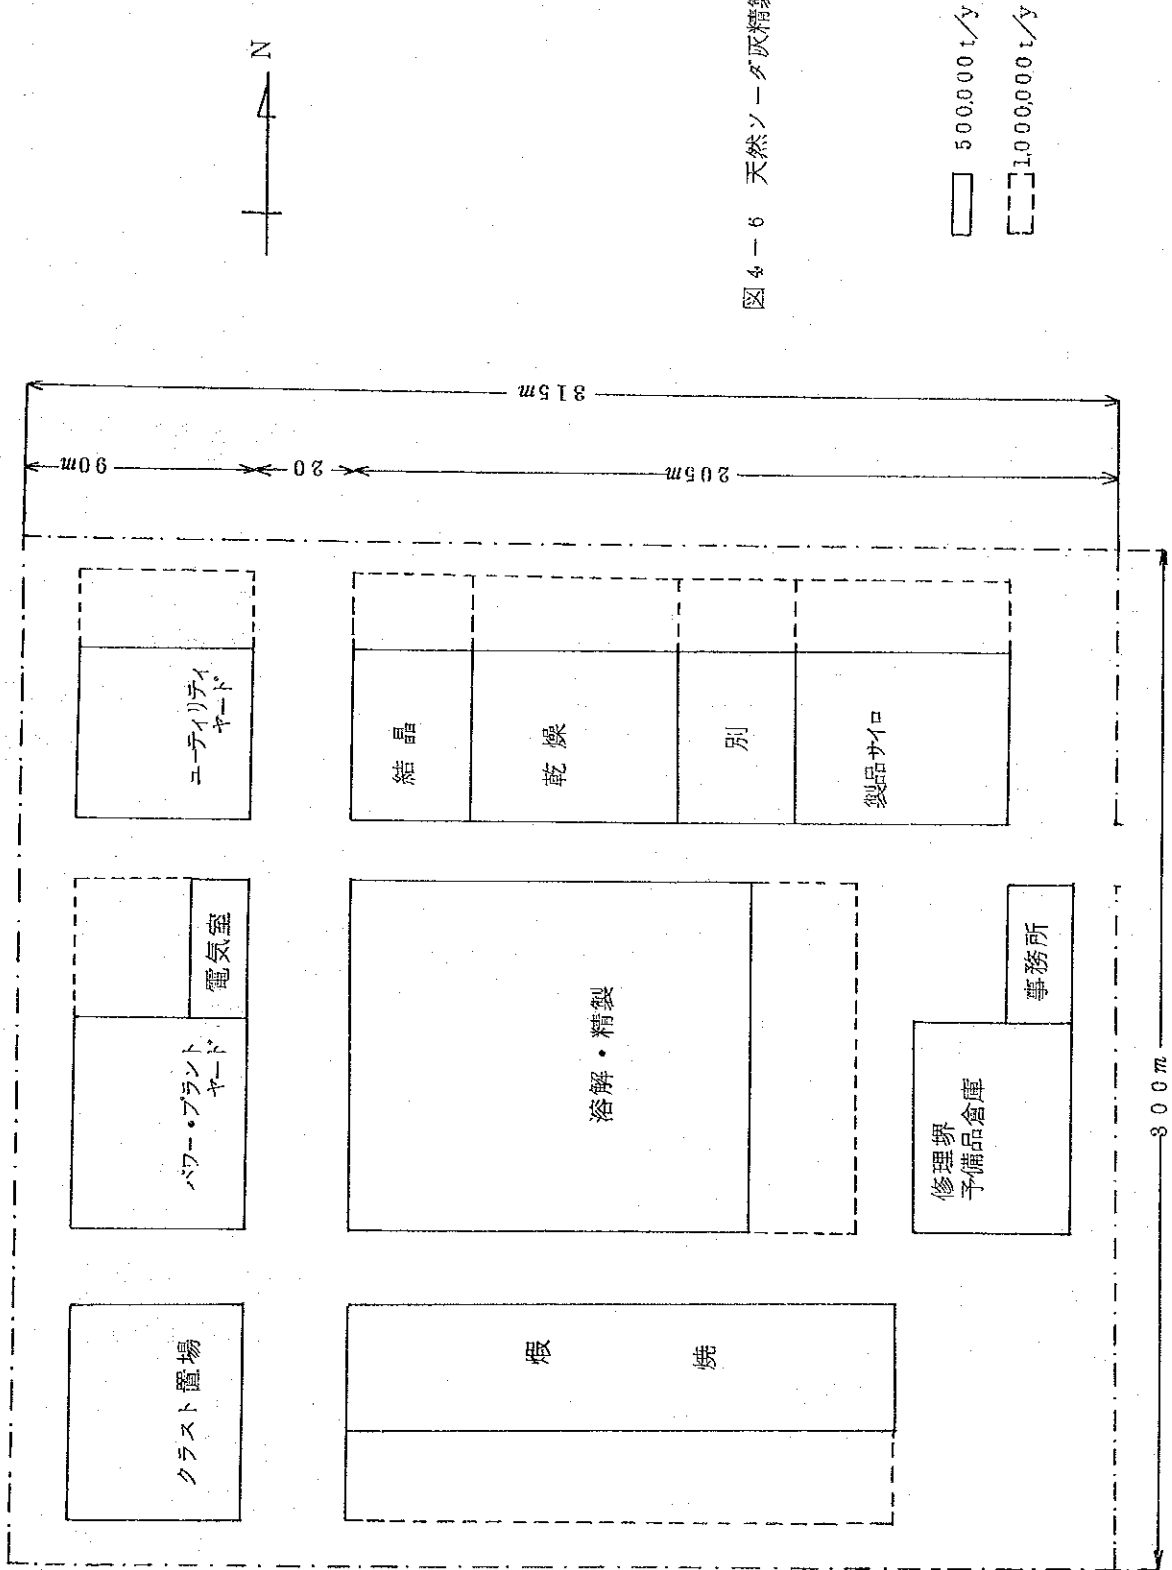 N
図4-6 天然ソーダ灰精製
500,000t/y
1,000,000t/y
315m
90m
20
205m
ユーティリティ
ヤード
結晶
乾燥
別
製品サイロ
電気室
パワー・プラント
ヤード
溶解・精製
事務所
修理場
予備品倉庫
クラスト置場
煆焼
300m